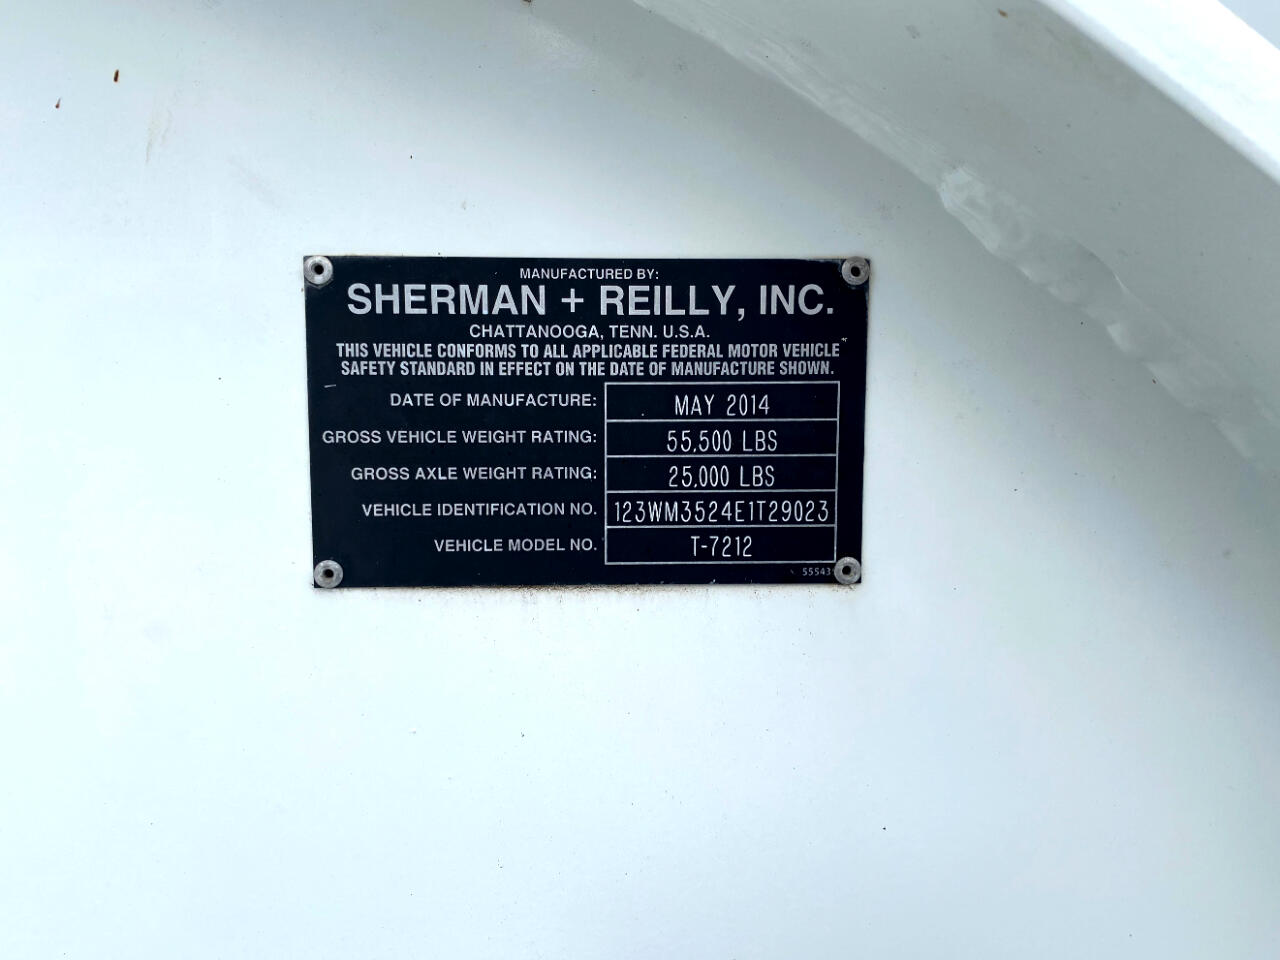 MANUFACTURED BY:
SHERMAN + REILLY, INC.
CHATTANOOGA, TENN. U.S.A.
THIS VEHICLE CONFORMS TO ALL APPLICABLE FEDERAL MOTOR VEHICLE
SAFETY STANDARD IN EFFECT ON THE DATE OF MANUFACTURE SHOWN.
DATE OF MANUFACTURE: MAY 2014
GROSS VEHICLE WEIGHT RATING: 55,500 LBS
GROSS AXLE WEIGHT RATING: 25,000 LBS
VEHICLE IDENTIFICATION NO. 123WM3524E1T29023
VEHICLE MODEL NO. T-7212